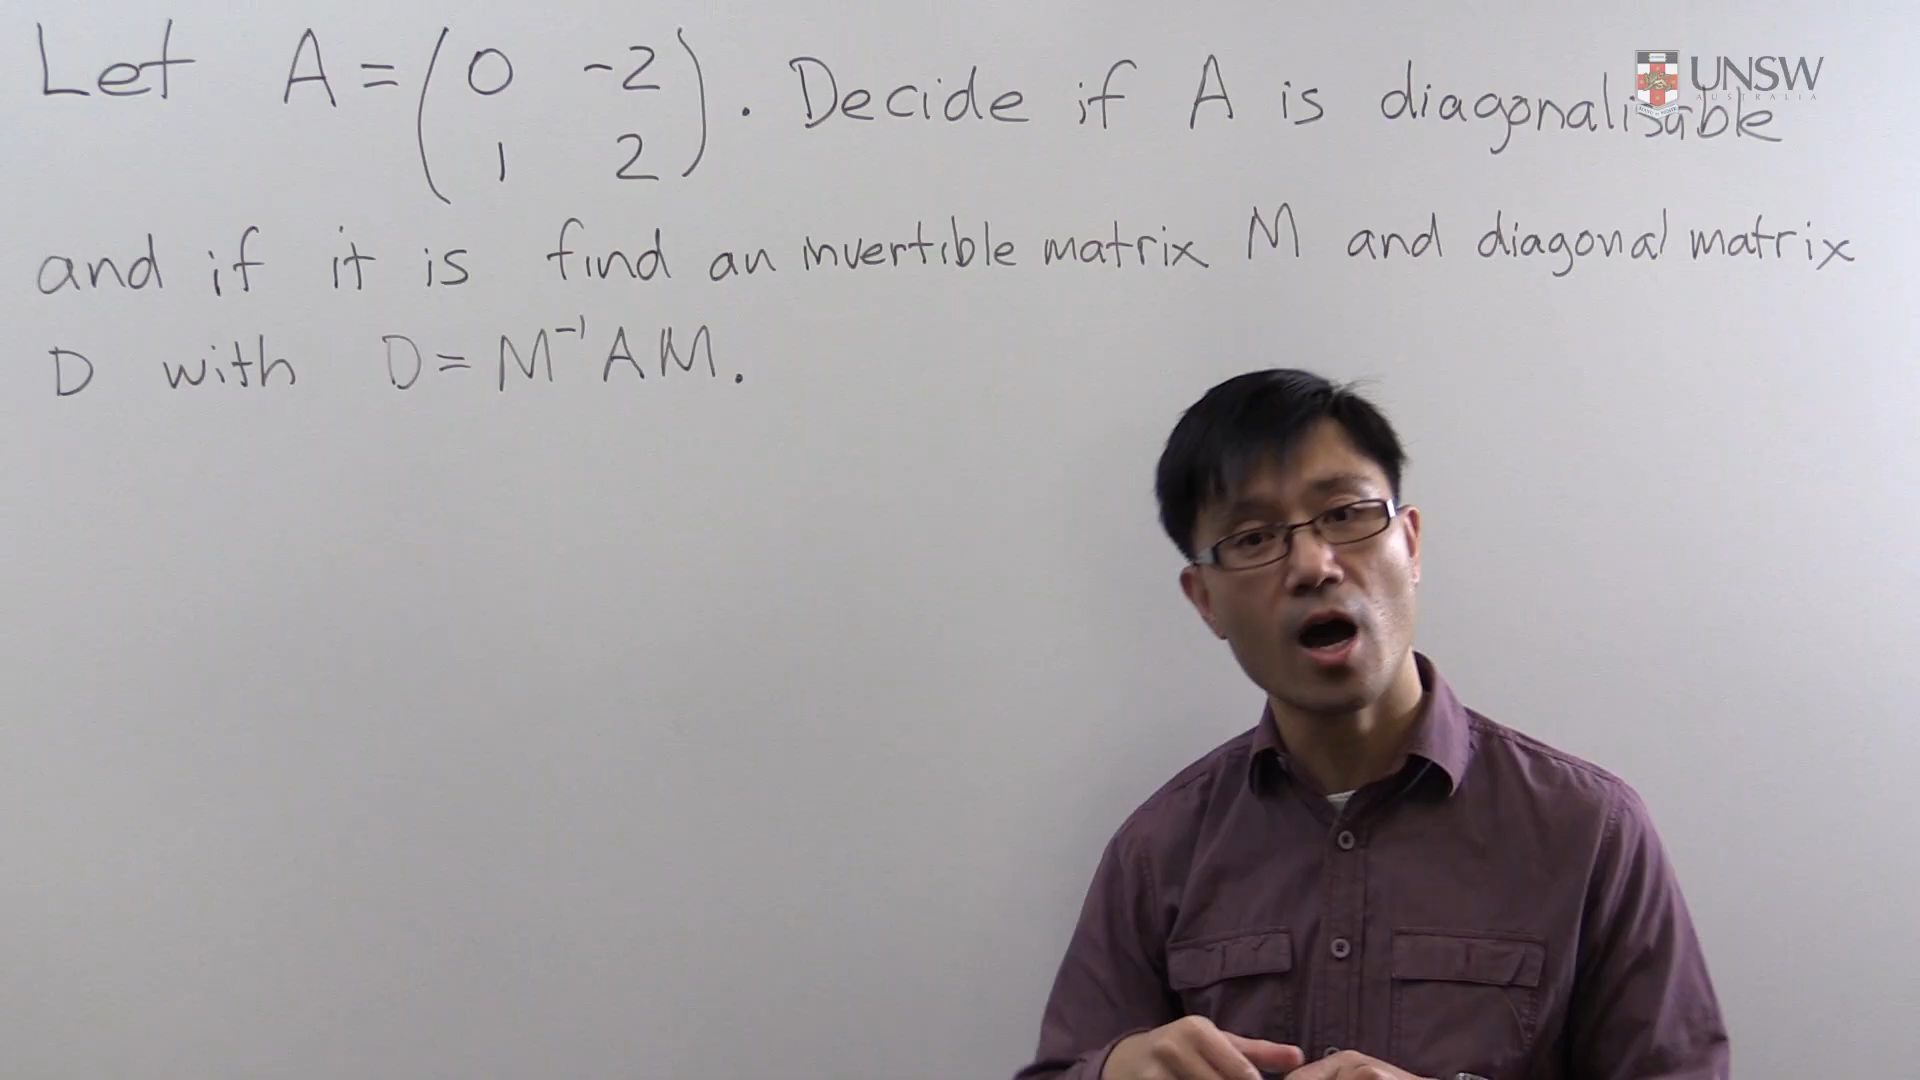 Let A = ( 0 -2 ; 1 2 ). Decide if A is diagonalisable
and if it is find an invertible matrix M and diagonal matrix
D with D = M⁻¹AM.
UNSW
AUSTRALIA